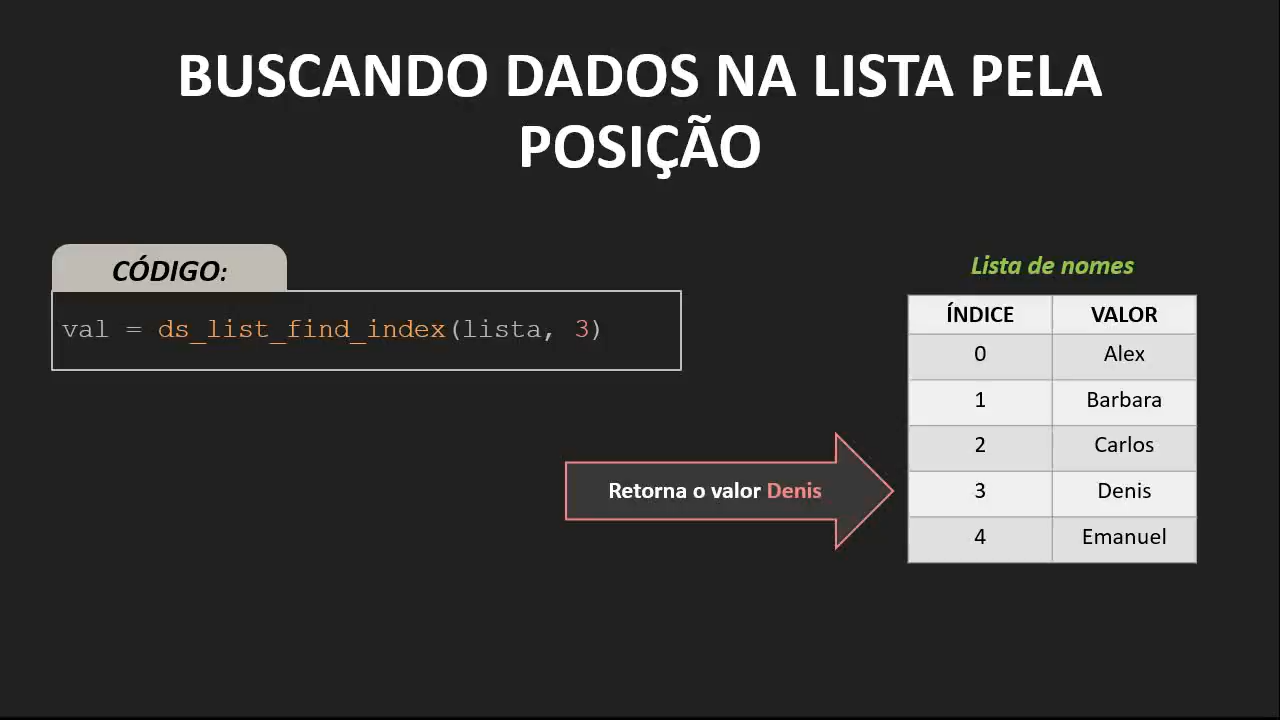 BUSCANDO DADOS NA LISTA PELA
POSIÇÃO
CÓDIGO:
val = ds_list_find_index(lista, 3)
Lista de nomes
ÍNDICE VALOR
0 Alex
1 Barbara
2 Carlos
3 Denis
4 Emanuel
Retorna o valor Denis